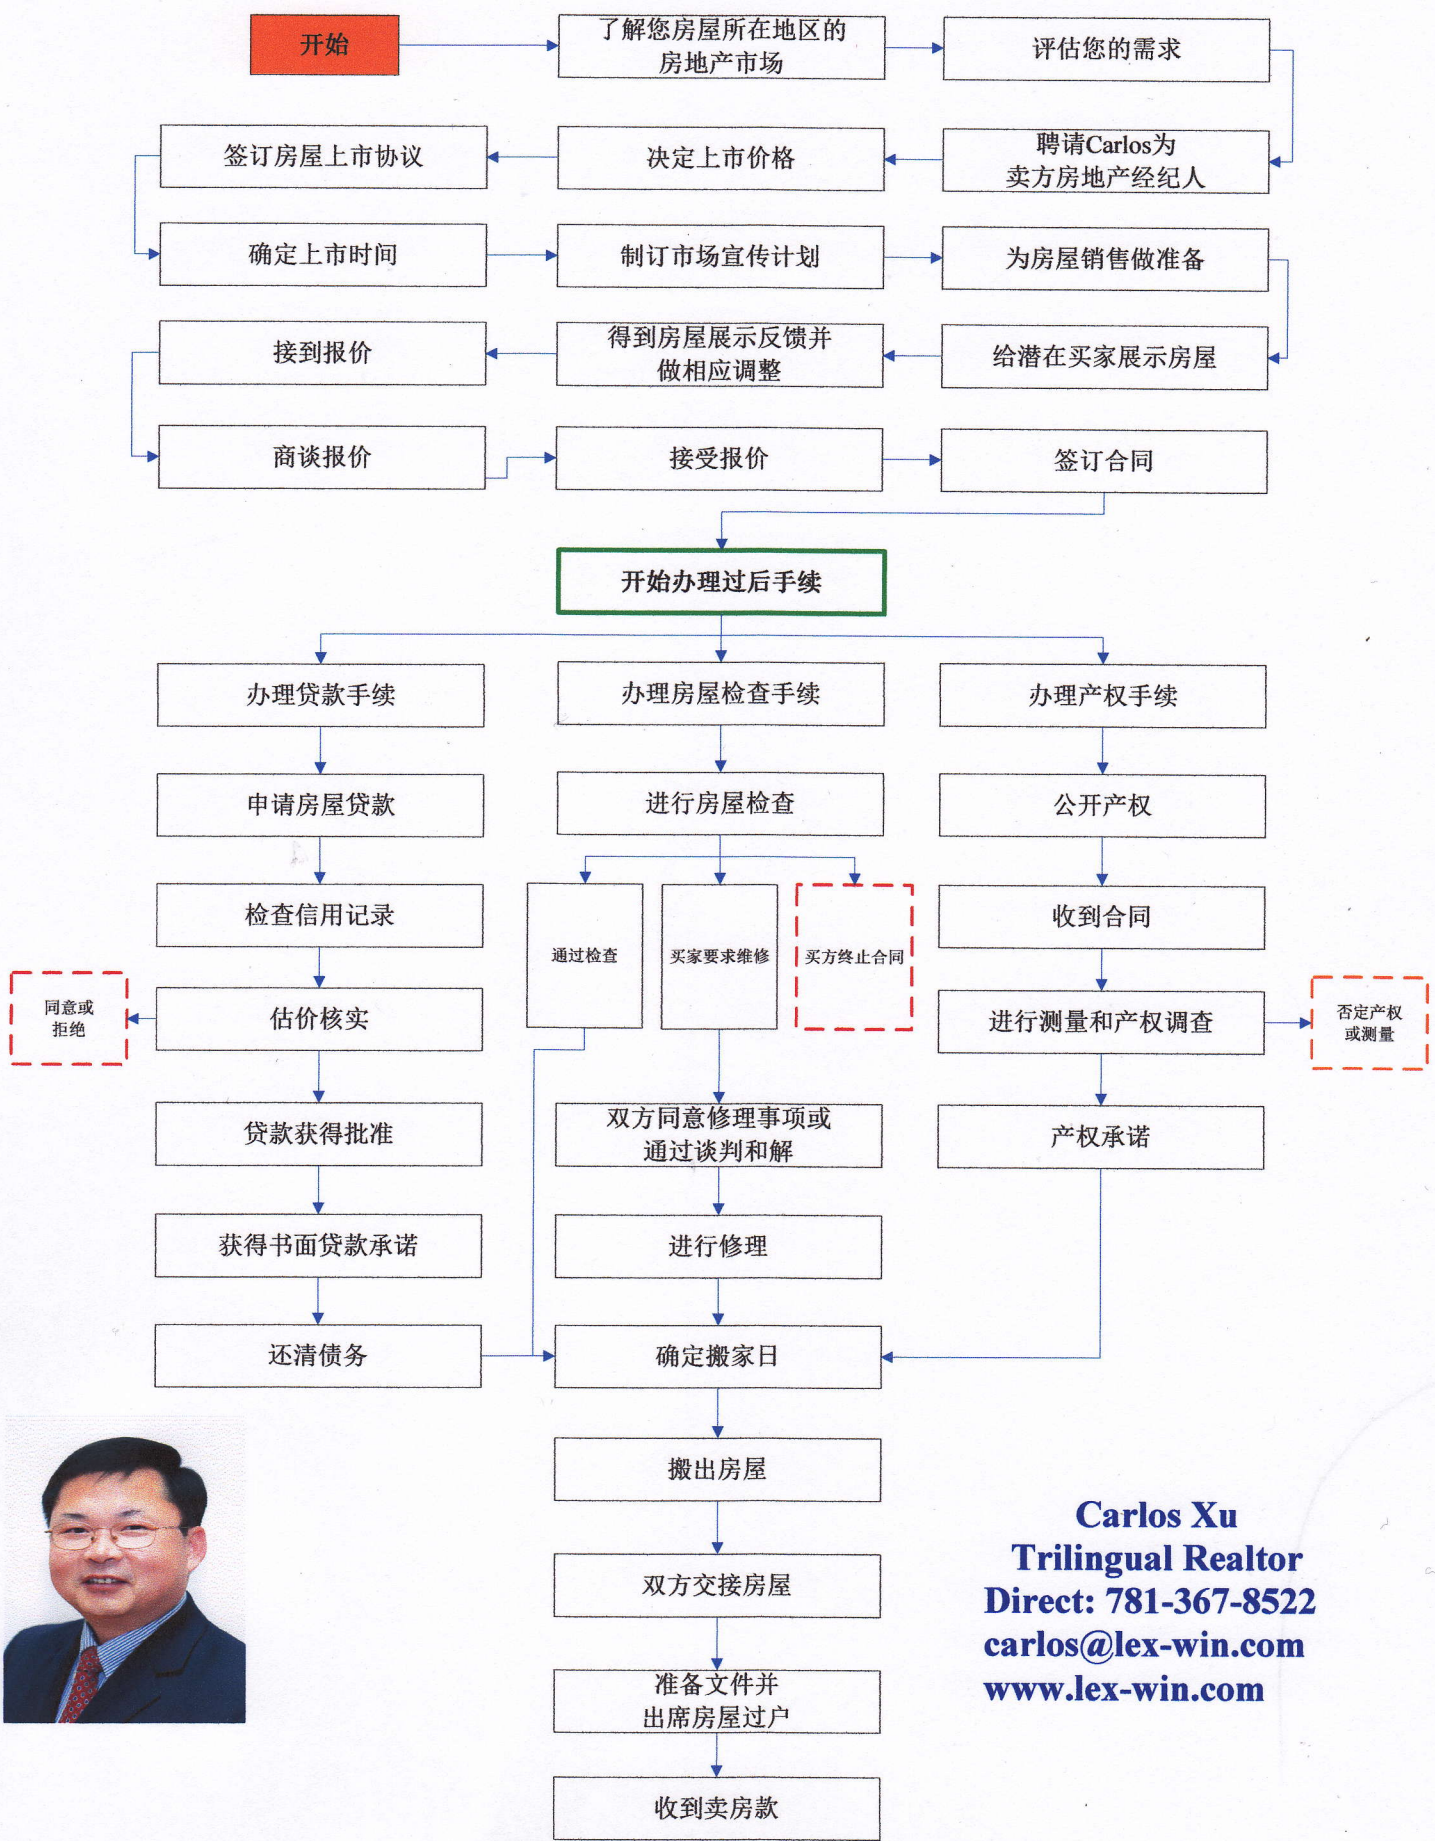 开始
了解您房屋所在地区的
房地产市场
评估您的需求
聘请Carlos为
卖方房地产经纪人
决定上市价格
签订房屋上市协议
确定上市时间
制订市场宣传计划
为房屋销售做准备
给潜在买家展示房屋
得到房屋展示反馈并
做相应调整
接到报价
商谈报价
接受报价
签订合同
开始办理过后手续
办理贷款手续
办理房屋检查手续
办理产权手续
申请房屋贷款
进行房屋检查
公开产权
检查信用记录
通过检查
买家要求维修
买方终止合同
收到合同
同意或
拒绝
估价核实
进行测量和产权调查
否定产权
或测量
贷款获得批准
双方同意修理事项或
通过谈判和解
产权承诺
获得书面贷款承诺
进行修理
还清债务
确定搬家日
搬出房屋
双方交接房屋
准备文件并
出席房屋过户
收到卖房款
Carlos Xu
Trilingual Realtor
Direct: 781-367-8522
carlos@lex-win.com
www.lex-win.com